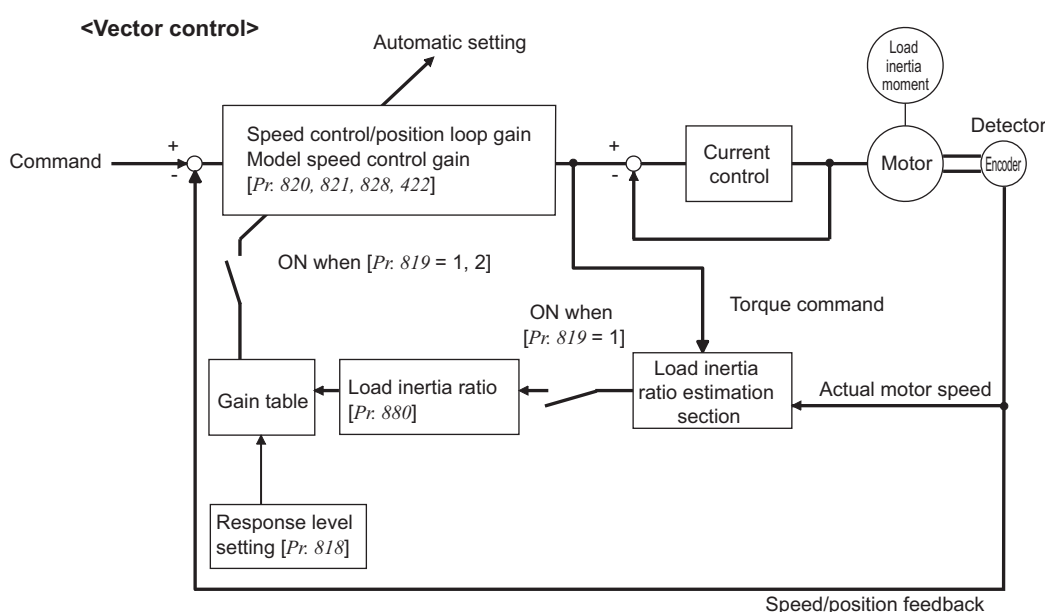 <Vector control>
Automatic setting
Load
inertia
moment
Detector
Command
+
-
Speed control/position loop gain
Model speed control gain
[Pr. 820, 821, 828, 422]
+
-
Current
control
Motor
Encoder
ON when [Pr. 819 = 1, 2]
Torque command
ON when
[Pr. 819 = 1]
Gain table
Load inertia ratio
[Pr. 880]
Load inertia
ratio estimation
section
Actual motor speed
Response level
setting [Pr. 818]
Speed/position feedback